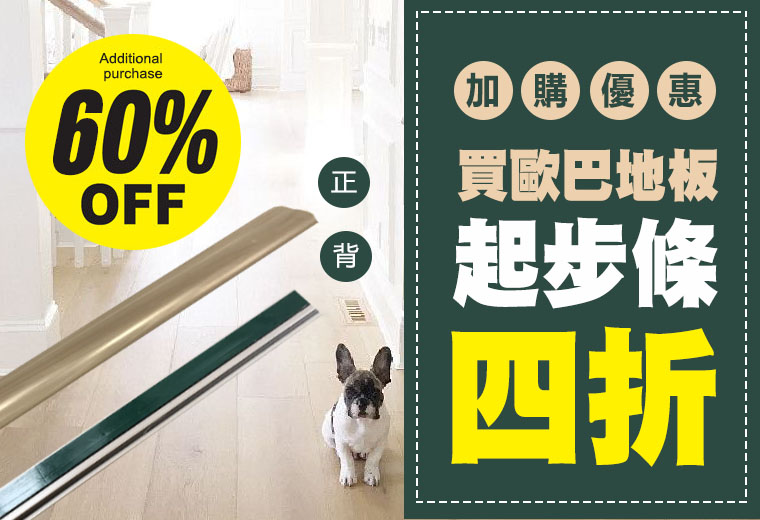 Additional
purchase
60%
OFF
正
背
加購優惠
買歐巴地板
起步條
四折